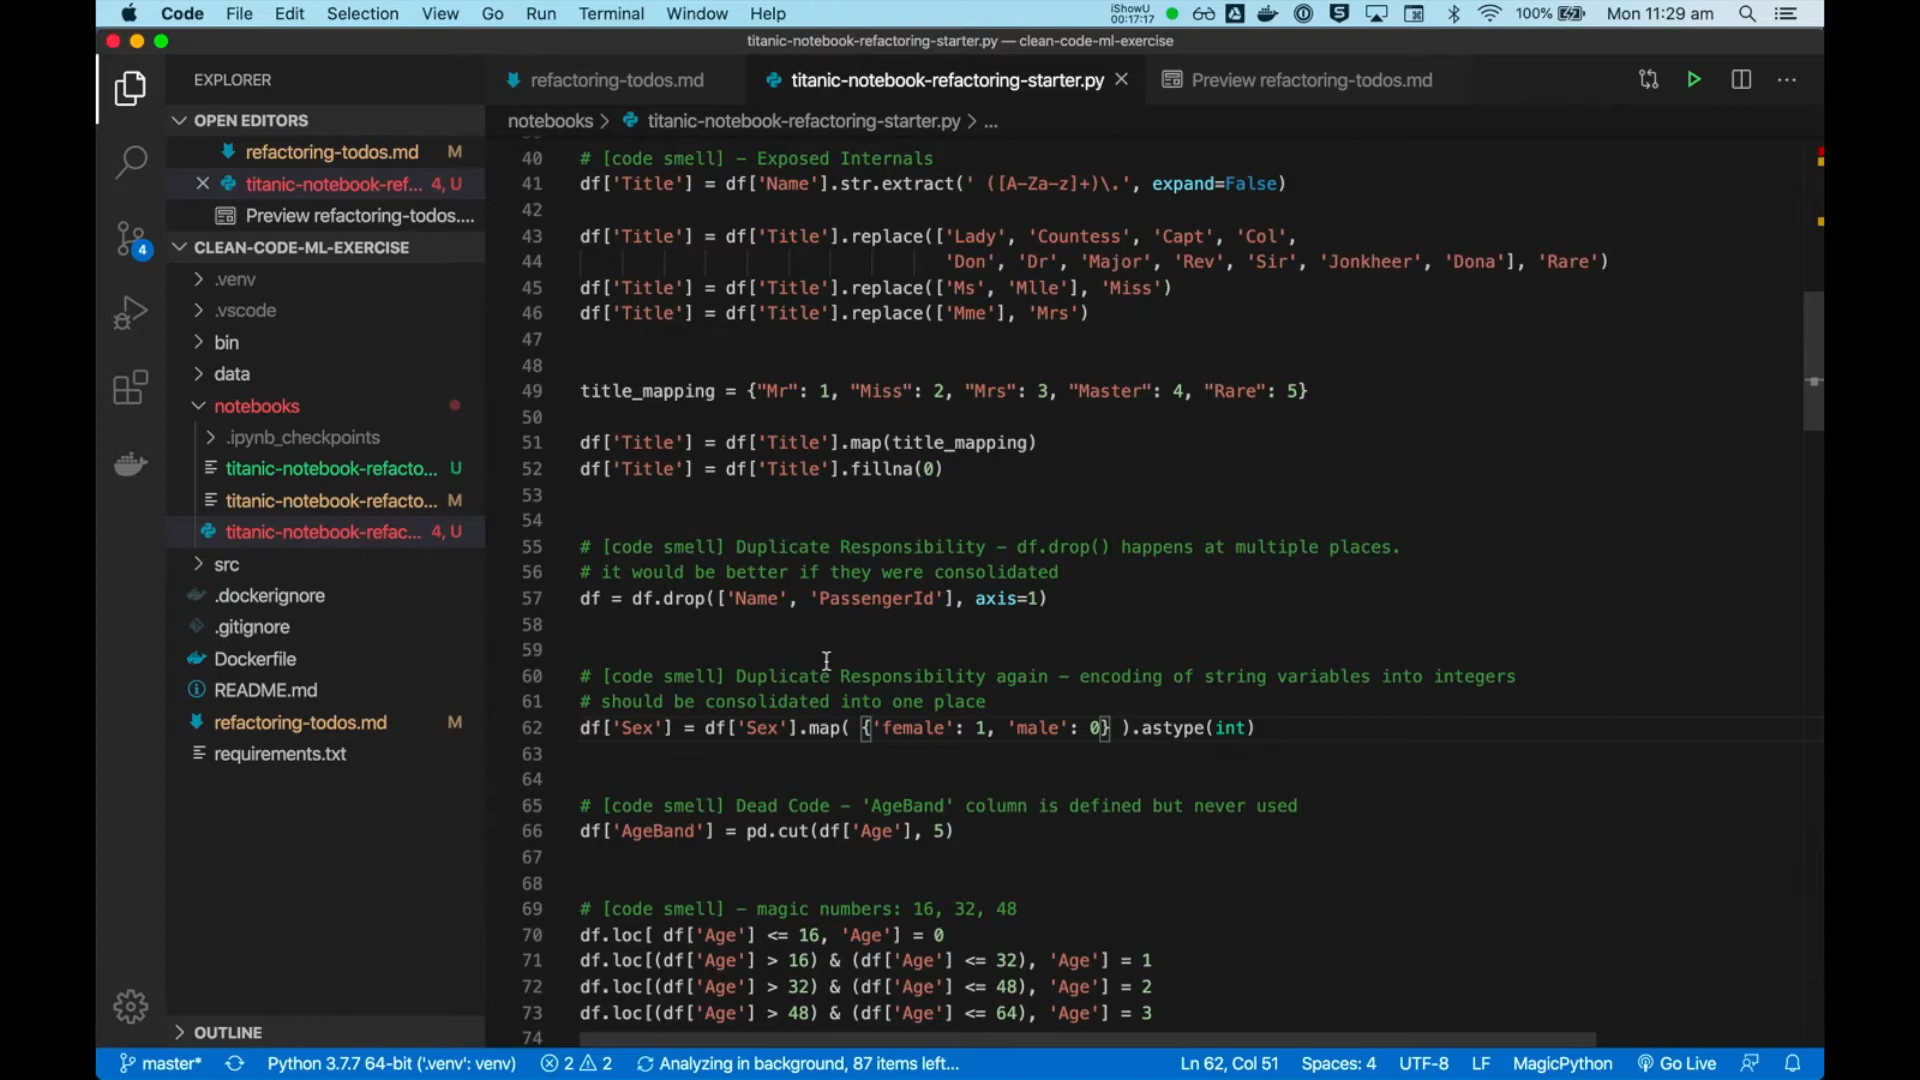 Code File Edit Selection View Go Run Terminal Window Help iShowU 00:17:17 100% Mon 11:29 am
titanic-notebook-refactoring-starter.py — clean-code-ml-exercise
EXPLORER
OPEN EDITORS
refactoring-todos.md M
titanic-notebook-ref... 4, U
Preview refactoring-todos....
CLEAN-CODE-ML-EXERCISE
.venv
.vscode
bin
data
notebooks
.ipynb_checkpoints
titanic-notebook-refacto... U
titanic-notebook-refacto... M
titanic-notebook-refac... 4, U
src
.dockerignore
.gitignore
Dockerfile
README.md
refactoring-todos.md M
requirements.txt
OUTLINE
4
refactoring-todos.md titanic-notebook-refactoring-starter.py Preview refactoring-todos.md
notebooks > titanic-notebook-refactoring-starter.py > ...
40 # [code smell] - Exposed Internals
41 df['Title'] = df['Name'].str.extract(' ([A-Za-z]+)\.', expand=False)
42
43 df['Title'] = df['Title'].replace(['Lady', 'Countess', 'Capt', 'Col',
44 'Don', 'Dr', 'Major', 'Rev', 'Sir', 'Jonkheer', 'Dona'], 'Rare')
45 df['Title'] = df['Title'].replace(['Ms', 'Mlle'], 'Miss')
46 df['Title'] = df['Title'].replace(['Mme'], 'Mrs')
47
48
49 title_mapping = {"Mr": 1, "Miss": 2, "Mrs": 3, "Master": 4, "Rare": 5}
50
51 df['Title'] = df['Title'].map(title_mapping)
52 df['Title'] = df['Title'].fillna(0)
53
54
55 # [code smell] Duplicate Responsibility - df.drop() happens at multiple places.
56 # it would be better if they were consolidated
57 df = df.drop(['Name', 'PassengerId'], axis=1)
58
59
60 # [code smell] Duplicate Responsibility again - encoding of string variables into integers
61 # should be consolidated into one place
62 df['Sex'] = df['Sex'].map( {'female': 1, 'male': 0} ).astype(int)
63
64
65 # [code smell] Dead Code - 'AgeBand' column is defined but never used
66 df['AgeBand'] = pd.cut(df['Age'], 5)
67
68
69 # [code smell] - magic numbers: 16, 32, 48
70 df.loc[ df['Age'] <= 16, 'Age'] = 0
71 df.loc[(df['Age'] > 16) & (df['Age'] <= 32), 'Age'] = 1
72 df.loc[(df['Age'] > 32) & (df['Age'] <= 48), 'Age'] = 2
73 df.loc[(df['Age'] > 48) & (df['Age'] <= 64), 'Age'] = 3
74
master* Python 3.7.7 64-bit ('.venv': venv) 2 2 Analyzing in background, 87 items left... Ln 62, Col 51 Spaces: 4 UTF-8 LF MagicPython Go Live